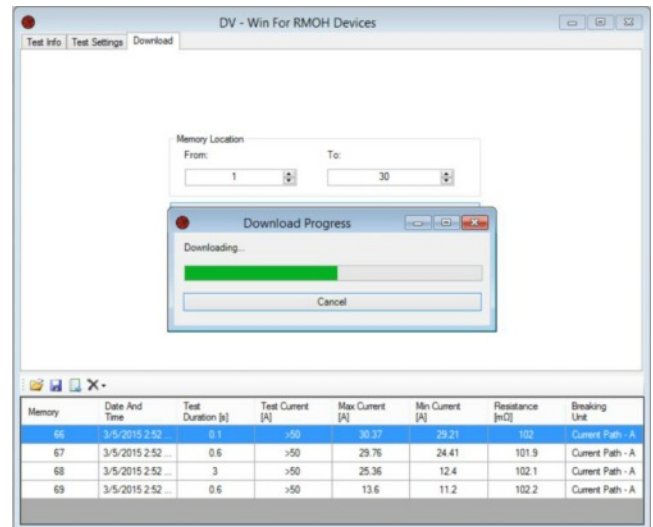 DV - Win For RMOH Devices
Test Info Test Settings Download
Memory Location
From: To:
1 30
Download Progress
Downloading...
Cancel
Memory Date And Time Test Duration [s] Test Current [A] Max Current [A] Min Current [A] Resistance [mΩ] Breaking Unit
66 3/5/2015 2:52 ... 0.1 >50 30.37 29.21 102 Current Path - A
67 3/5/2015 2:52 ... 0.6 >50 29.76 24.41 101.9 Current Path - A
68 3/5/2015 2:52 ... 3 >50 25.36 12.4 102.1 Current Path - A
69 3/5/2015 2:52 ... 0.6 >50 13.6 11.2 102.2 Current Path - A